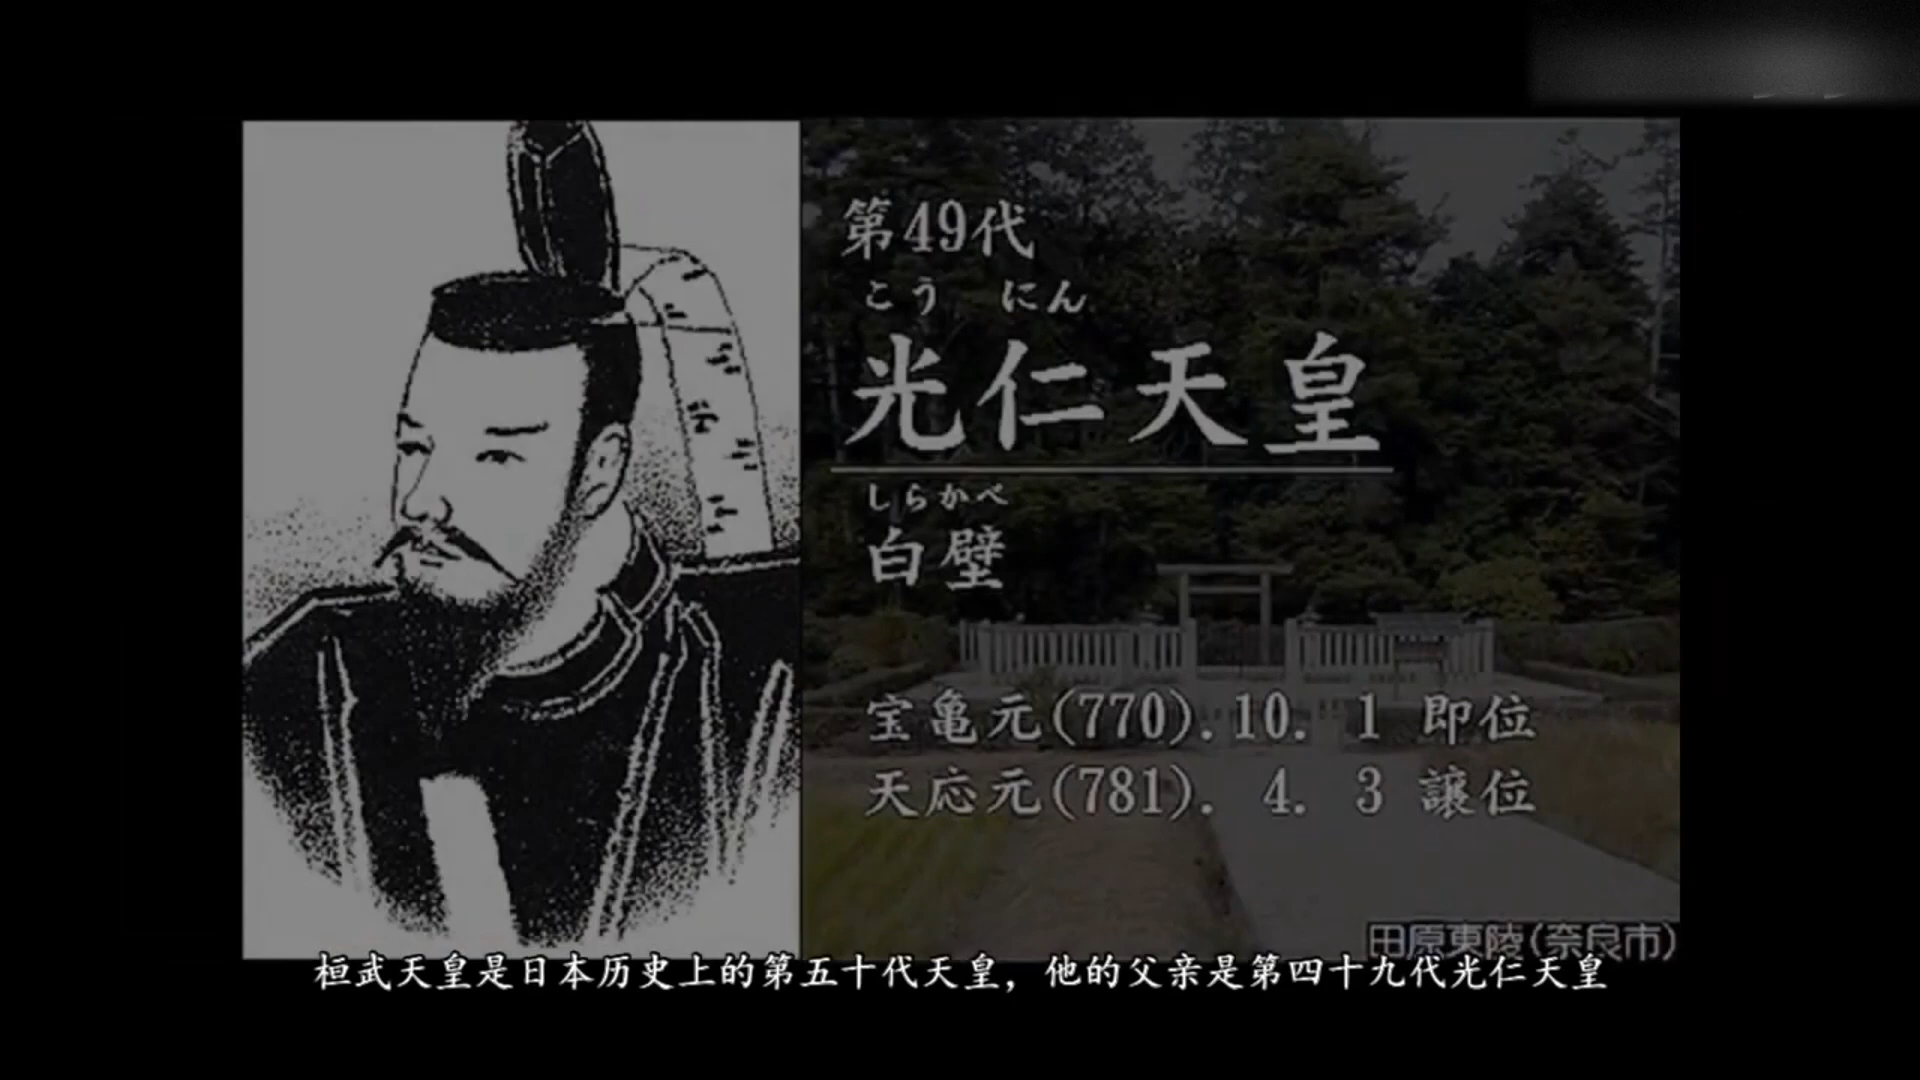 第49代
こう にん
光仁天皇
しらかべ
白壁
宝亀元(770).10. 1 即位
天応元(781). 4. 3 譲位
田原東陵(奈良市)
桓武天皇是日本历史上的第五十代天皇，他的父亲是第四十九代光仁天皇